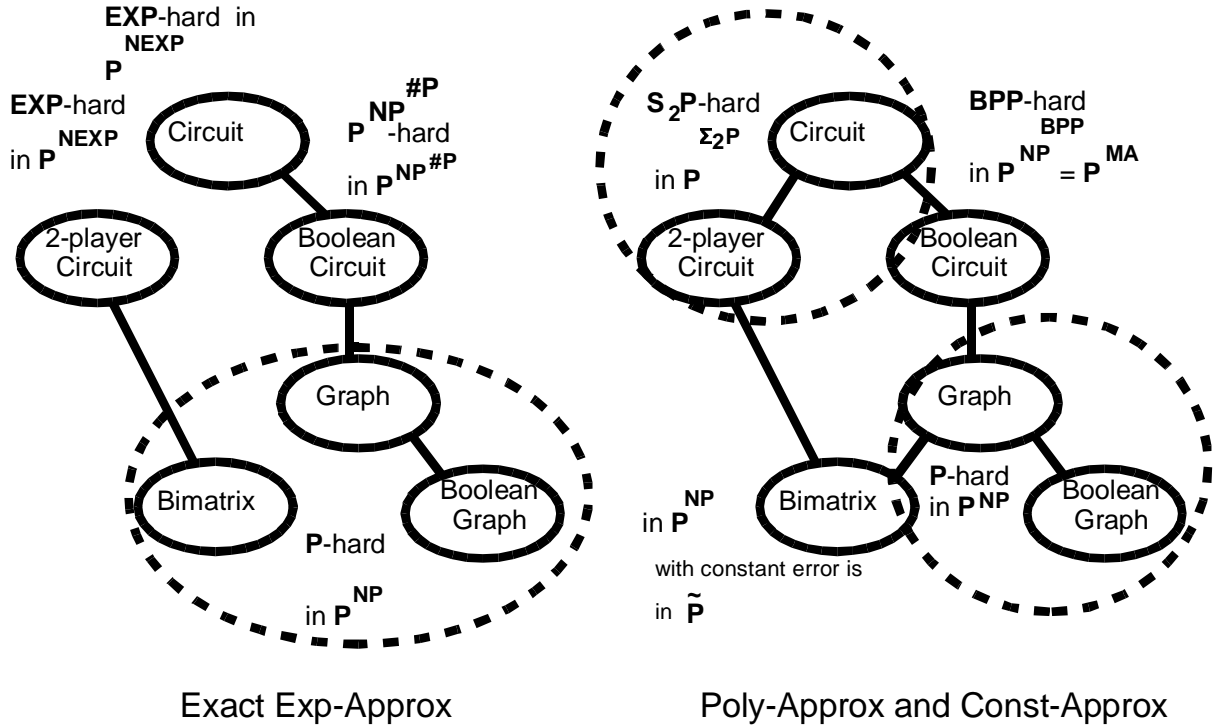 EXP-hard in
P^NEXP
EXP-hard
in P^NEXP
Circuit
P^NP^#P-hard
in P^NP^#P
2-player
Circuit
Boolean
Circuit
Graph
Bimatrix
Boolean
Graph
P-hard
in P^NP
Exact Exp-Approx
S₂P-hard
in P^Σ₂P
Circuit
BPP-hard
in P^NP^BPP = P^MA
2-player
Circuit
Boolean
Circuit
Graph
Bimatrix
P-hard
in P^NP
Boolean
Graph
in P^NP
with constant error is
in P̃
Poly-Approx and Const-Approx